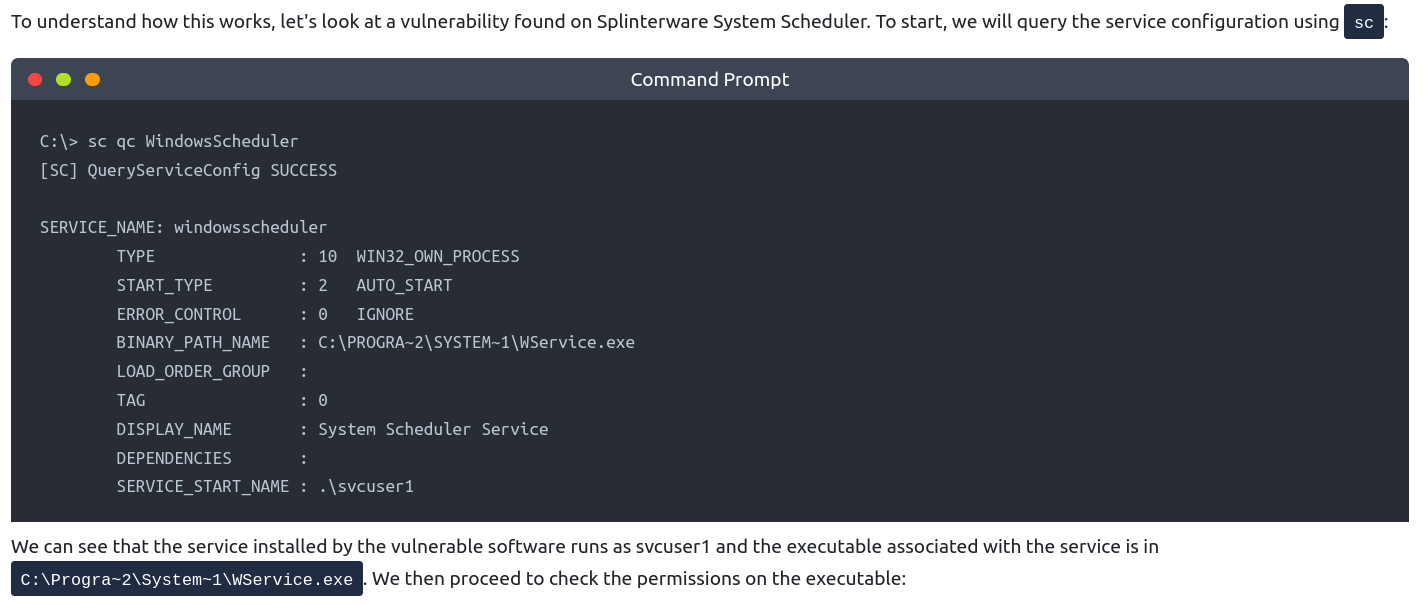 To understand how this works, let's look at a vulnerability found on Splinterware System Scheduler. To start, we will query the service configuration using sc:
Command Prompt
C:\> sc qc WindowsScheduler
[SC] QueryServiceConfig SUCCESS
SERVICE_NAME: windowsscheduler
        TYPE               : 10  WIN32_OWN_PROCESS
        START_TYPE         : 2   AUTO_START
        ERROR_CONTROL      : 0   IGNORE
        BINARY_PATH_NAME   : C:\PROGRA~2\SYSTEM~1\WService.exe
        LOAD_ORDER_GROUP   :
        TAG                : 0
        DISPLAY_NAME       : System Scheduler Service
        DEPENDENCIES       :
        SERVICE_START_NAME : .\svcuser1
We can see that the service installed by the vulnerable software runs as svcuser1 and the executable associated with the service is in
C:\Progra~2\System~1\WService.exe. We then proceed to check the permissions on the executable: